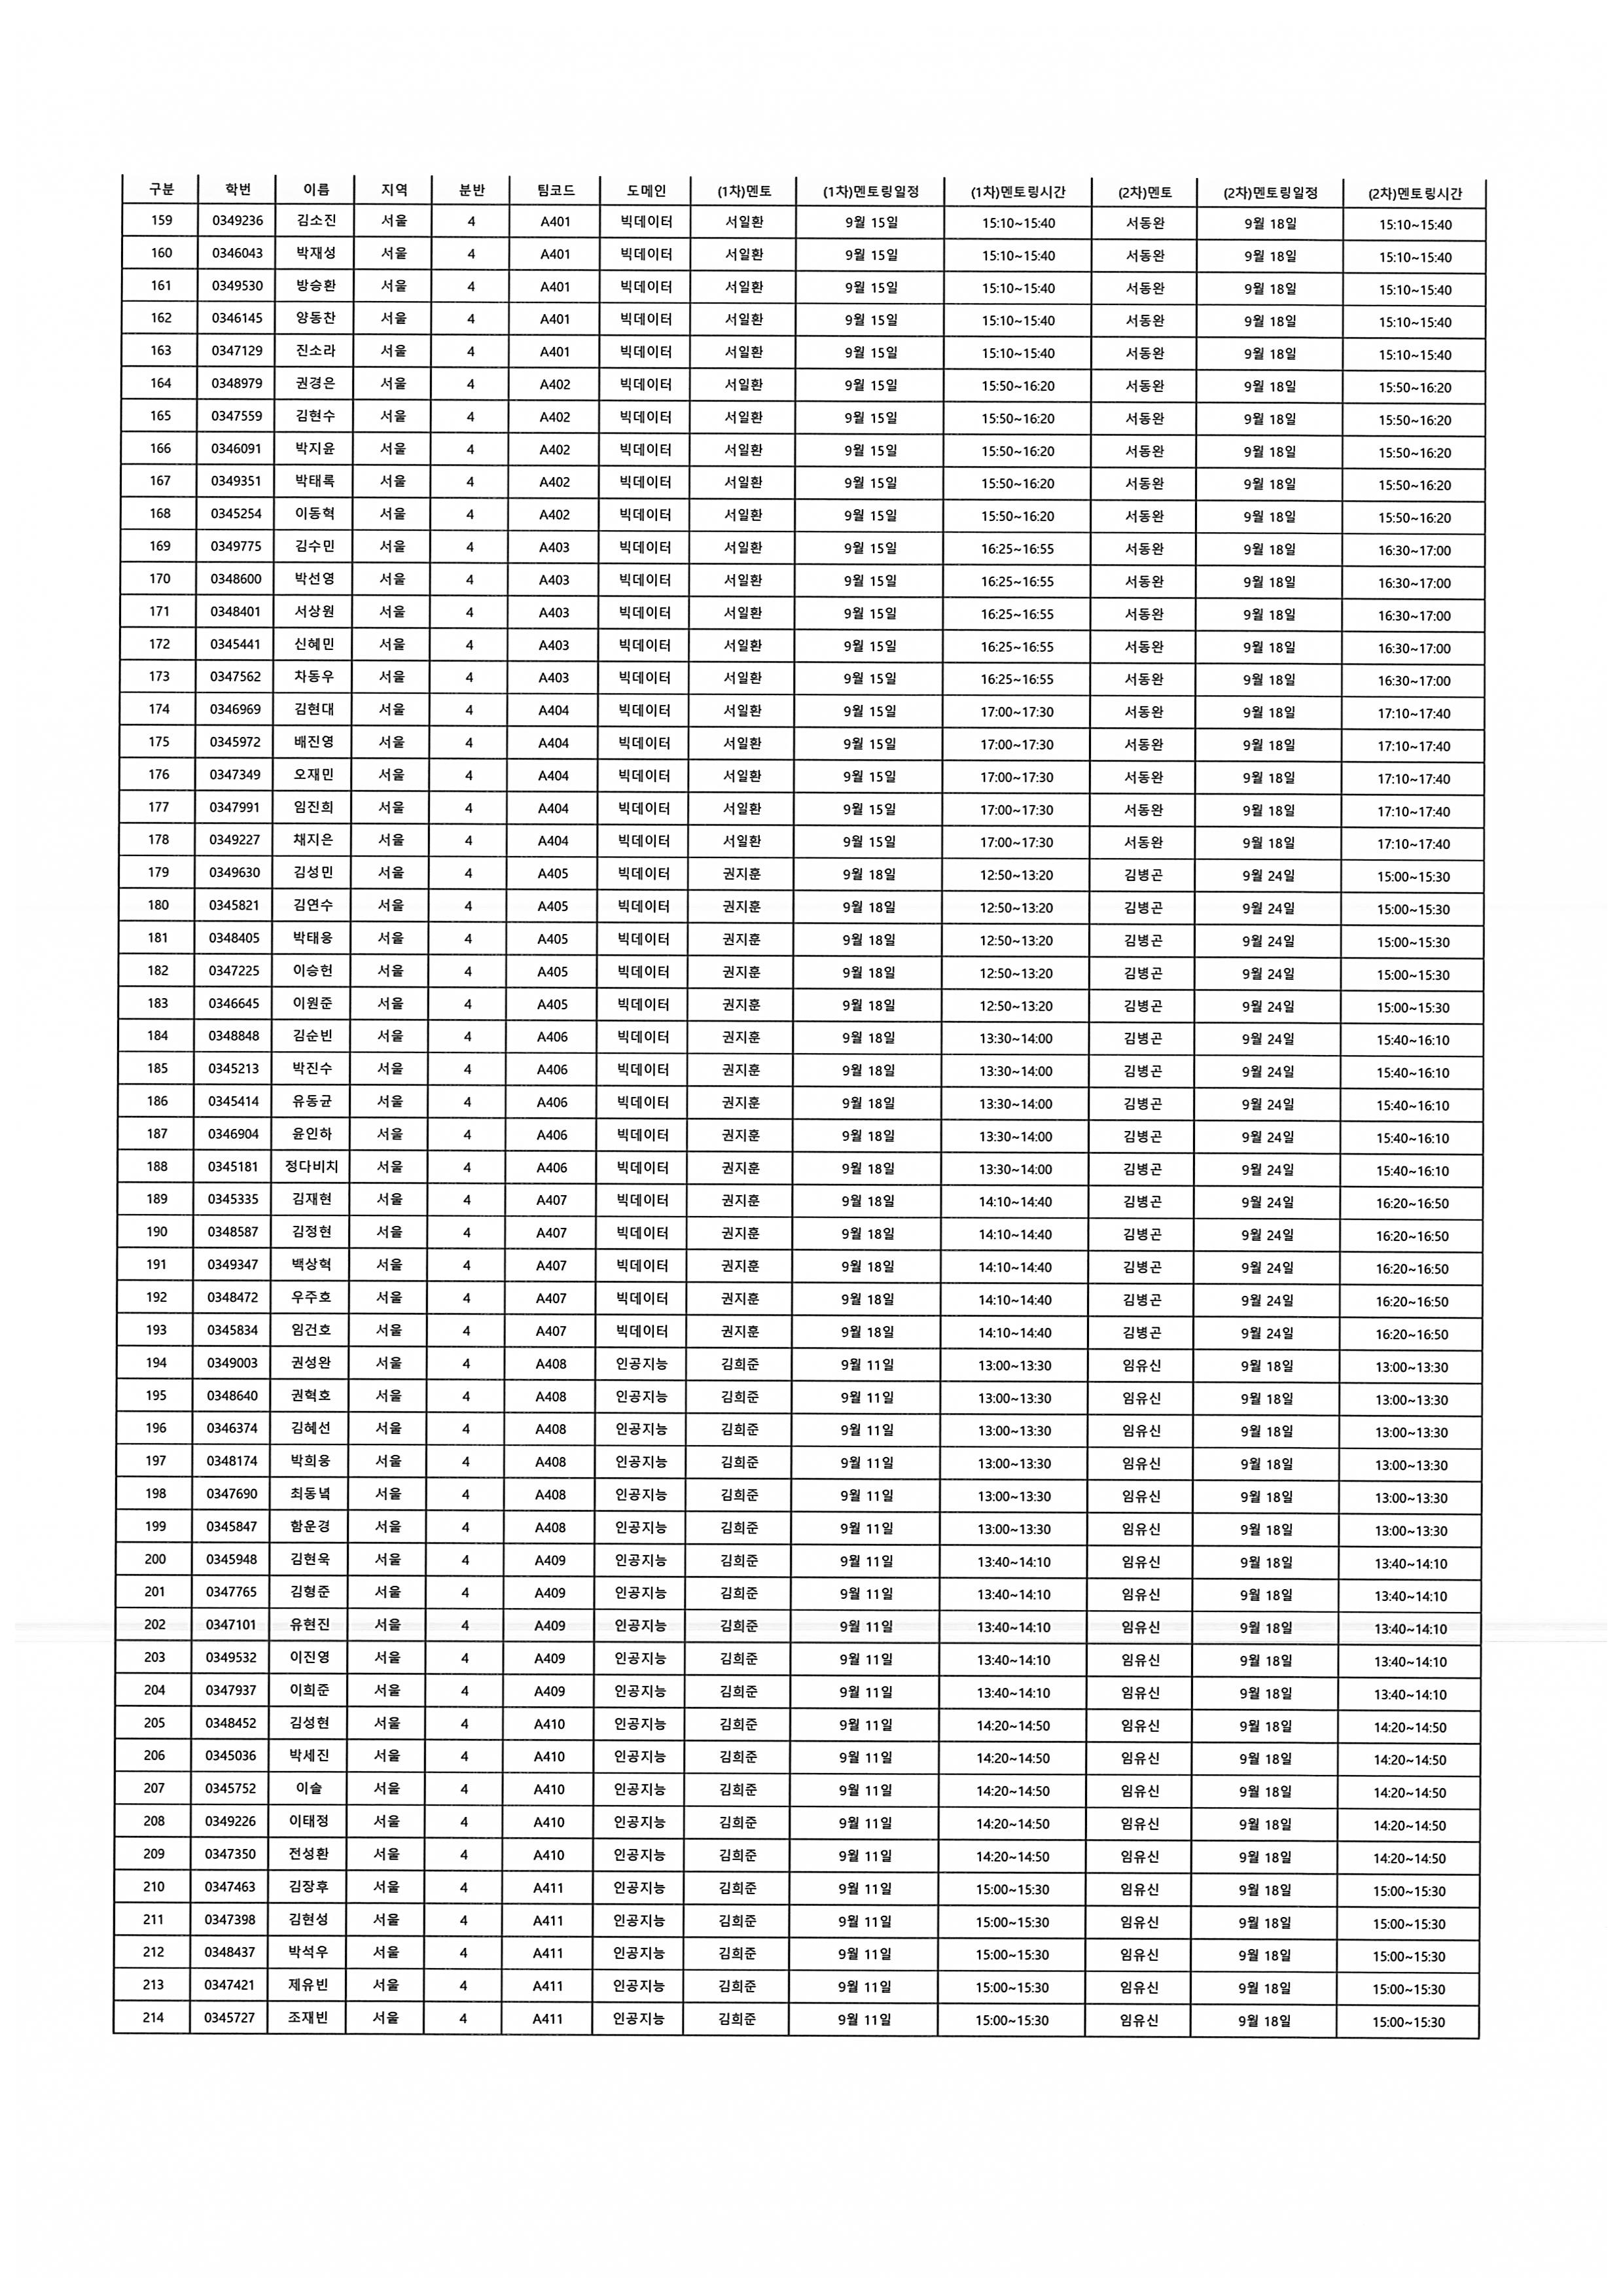 구분 학번 이름 지역 분반 팀코드 도메인 (1차)멘토 (1차)멘토링일정 (1차)멘토링시간 (2차)멘토 (2차)멘토링일정 (2차)멘토링시간
159 0349236 김소진 서울 4 A401 빅데이터 서일환 9월 15일 15:10~15:40 서동완 9월 18일 15:10~15:40
160 0346043 박재성 서울 4 A401 빅데이터 서일환 9월 15일 15:10~15:40 서동완 9월 18일 15:10~15:40
161 0349530 방승환 서울 4 A401 빅데이터 서일환 9월 15일 15:10~15:40 서동완 9월 18일 15:10~15:40
162 0346145 양동찬 서울 4 A401 빅데이터 서일환 9월 15일 15:10~15:40 서동완 9월 18일 15:10~15:40
163 0347129 진소라 서울 4 A401 빅데이터 서일환 9월 15일 15:10~15:40 서동완 9월 18일 15:10~15:40
164 0348979 권경은 서울 4 A402 빅데이터 서일환 9월 15일 15:50~16:20 서동완 9월 18일 15:50~16:20
165 0347559 김현수 서울 4 A402 빅데이터 서일환 9월 15일 15:50~16:20 서동완 9월 18일 15:50~16:20
166 0346091 박지윤 서울 4 A402 빅데이터 서일환 9월 15일 15:50~16:20 서동완 9월 18일 15:50~16:20
167 0349351 박태록 서울 4 A402 빅데이터 서일환 9월 15일 15:50~16:20 서동완 9월 18일 15:50~16:20
168 0345254 이동혁 서울 4 A402 빅데이터 서일환 9월 15일 15:50~16:20 서동완 9월 18일 15:50~16:20
169 0349775 김수민 서울 4 A403 빅데이터 서일환 9월 15일 16:25~16:55 서동완 9월 18일 16:30~17:00
170 0348600 박선영 서울 4 A403 빅데이터 서일환 9월 15일 16:25~16:55 서동완 9월 18일 16:30~17:00
171 0348401 서상원 서울 4 A403 빅데이터 서일환 9월 15일 16:25~16:55 서동완 9월 18일 16:30~17:00
172 0345441 신혜민 서울 4 A403 빅데이터 서일환 9월 15일 16:25~16:55 서동완 9월 18일 16:30~17:00
173 0347562 차동우 서울 4 A403 빅데이터 서일환 9월 15일 16:25~16:55 서동완 9월 18일 16:30~17:00
174 0346969 김현대 서울 4 A404 빅데이터 서일환 9월 15일 17:00~17:30 서동완 9월 18일 17:10~17:40
175 0345972 배진영 서울 4 A404 빅데이터 서일환 9월 15일 17:00~17:30 서동완 9월 18일 17:10~17:40
176 0347349 오재민 서울 4 A404 빅데이터 서일환 9월 15일 17:00~17:30 서동완 9월 18일 17:10~17:40
177 0347991 임진희 서울 4 A404 빅데이터 서일환 9월 15일 17:00~17:30 서동완 9월 18일 17:10~17:40
178 0349227 채지은 서울 4 A404 빅데이터 서일환 9월 15일 17:00~17:30 서동완 9월 18일 17:10~17:40
179 0349630 김성민 서울 4 A405 빅데이터 권지훈 9월 18일 12:50~13:20 김병곤 9월 24일 15:00~15:30
180 0345821 김연수 서울 4 A405 빅데이터 권지훈 9월 18일 12:50~13:20 김병곤 9월 24일 15:00~15:30
181 0348405 박태웅 서울 4 A405 빅데이터 권지훈 9월 18일 12:50~13:20 김병곤 9월 24일 15:00~15:30
182 0347225 이승헌 서울 4 A405 빅데이터 권지훈 9월 18일 12:50~13:20 김병곤 9월 24일 15:00~15:30
183 0346645 이원준 서울 4 A405 빅데이터 권지훈 9월 18일 12:50~13:20 김병곤 9월 24일 15:00~15:30
184 0348848 김순빈 서울 4 A406 빅데이터 권지훈 9월 18일 13:30~14:00 김병곤 9월 24일 15:40~16:10
185 0345213 박진수 서울 4 A406 빅데이터 권지훈 9월 18일 13:30~14:00 김병곤 9월 24일 15:40~16:10
186 0345414 유동균 서울 4 A406 빅데이터 권지훈 9월 18일 13:30~14:00 김병곤 9월 24일 15:40~16:10
187 0346904 윤인하 서울 4 A406 빅데이터 권지훈 9월 18일 13:30~14:00 김병곤 9월 24일 15:40~16:10
188 0345181 정다비치 서울 4 A406 빅데이터 권지훈 9월 18일 13:30~14:00 김병곤 9월 24일 15:40~16:10
189 0345335 김재현 서울 4 A407 빅데이터 권지훈 9월 18일 14:10~14:40 김병곤 9월 24일 16:20~16:50
190 0348587 김정현 서울 4 A407 빅데이터 권지훈 9월 18일 14:10~14:40 김병곤 9월 24일 16:20~16:50
191 0349347 백상혁 서울 4 A407 빅데이터 권지훈 9월 18일 14:10~14:40 김병곤 9월 24일 16:20~16:50
192 0348472 우주호 서울 4 A407 빅데이터 권지훈 9월 18일 14:10~14:40 김병곤 9월 24일 16:20~16:50
193 0345834 임건호 서울 4 A407 빅데이터 권지훈 9월 18일 14:10~14:40 김병곤 9월 24일 16:20~16:50
194 0349003 권성완 서울 4 A408 인공지능 김희준 9월 11일 13:00~13:30 임유신 9월 18일 13:00~13:30
195 0348640 권혁호 서울 4 A408 인공지능 김희준 9월 11일 13:00~13:30 임유신 9월 18일 13:00~13:30
196 0346374 김혜선 서울 4 A408 인공지능 김희준 9월 11일 13:00~13:30 임유신 9월 18일 13:00~13:30
197 0348174 박희웅 서울 4 A408 인공지능 김희준 9월 11일 13:00~13:30 임유신 9월 18일 13:00~13:30
198 0347690 최동녘 서울 4 A408 인공지능 김희준 9월 11일 13:00~13:30 임유신 9월 18일 13:00~13:30
199 0345847 함운경 서울 4 A408 인공지능 김희준 9월 11일 13:00~13:30 임유신 9월 18일 13:00~13:30
200 0345948 김현욱 서울 4 A409 인공지능 김희준 9월 11일 13:40~14:10 임유신 9월 18일 13:40~14:10
201 0347765 김형준 서울 4 A409 인공지능 김희준 9월 11일 13:40~14:10 임유신 9월 18일 13:40~14:10
202 0347101 유현진 서울 4 A409 인공지능 김희준 9월 11일 13:40~14:10 임유신 9월 18일 13:40~14:10
203 0349532 이진영 서울 4 A409 인공지능 김희준 9월 11일 13:40~14:10 임유신 9월 18일 13:40~14:10
204 0347937 이희준 서울 4 A409 인공지능 김희준 9월 11일 13:40~14:10 임유신 9월 18일 13:40~14:10
205 0348452 김성현 서울 4 A410 인공지능 김희준 9월 11일 14:20~14:50 임유신 9월 18일 14:20~14:50
206 0345036 박세진 서울 4 A410 인공지능 김희준 9월 11일 14:20~14:50 임유신 9월 18일 14:20~14:50
207 0345752 이슬 서울 4 A410 인공지능 김희준 9월 11일 14:20~14:50 임유신 9월 18일 14:20~14:50
208 0349226 이태정 서울 4 A410 인공지능 김희준 9월 11일 14:20~14:50 임유신 9월 18일 14:20~14:50
209 0347350 전성환 서울 4 A410 인공지능 김희준 9월 11일 14:20~14:50 임유신 9월 18일 14:20~14:50
210 0347463 김장후 서울 4 A411 인공지능 김희준 9월 11일 15:00~15:30 임유신 9월 18일 15:00~15:30
211 0347398 김현성 서울 4 A411 인공지능 김희준 9월 11일 15:00~15:30 임유신 9월 18일 15:00~15:30
212 0348437 박석우 서울 4 A411 인공지능 김희준 9월 11일 15:00~15:30 임유신 9월 18일 15:00~15:30
213 0347421 제유빈 서울 4 A411 인공지능 김희준 9월 11일 15:00~15:30 임유신 9월 18일 15:00~15:30
214 0345727 조재빈 서울 4 A411 인공지능 김희준 9월 11일 15:00~15:30 임유신 9월 18일 15:00~15:30